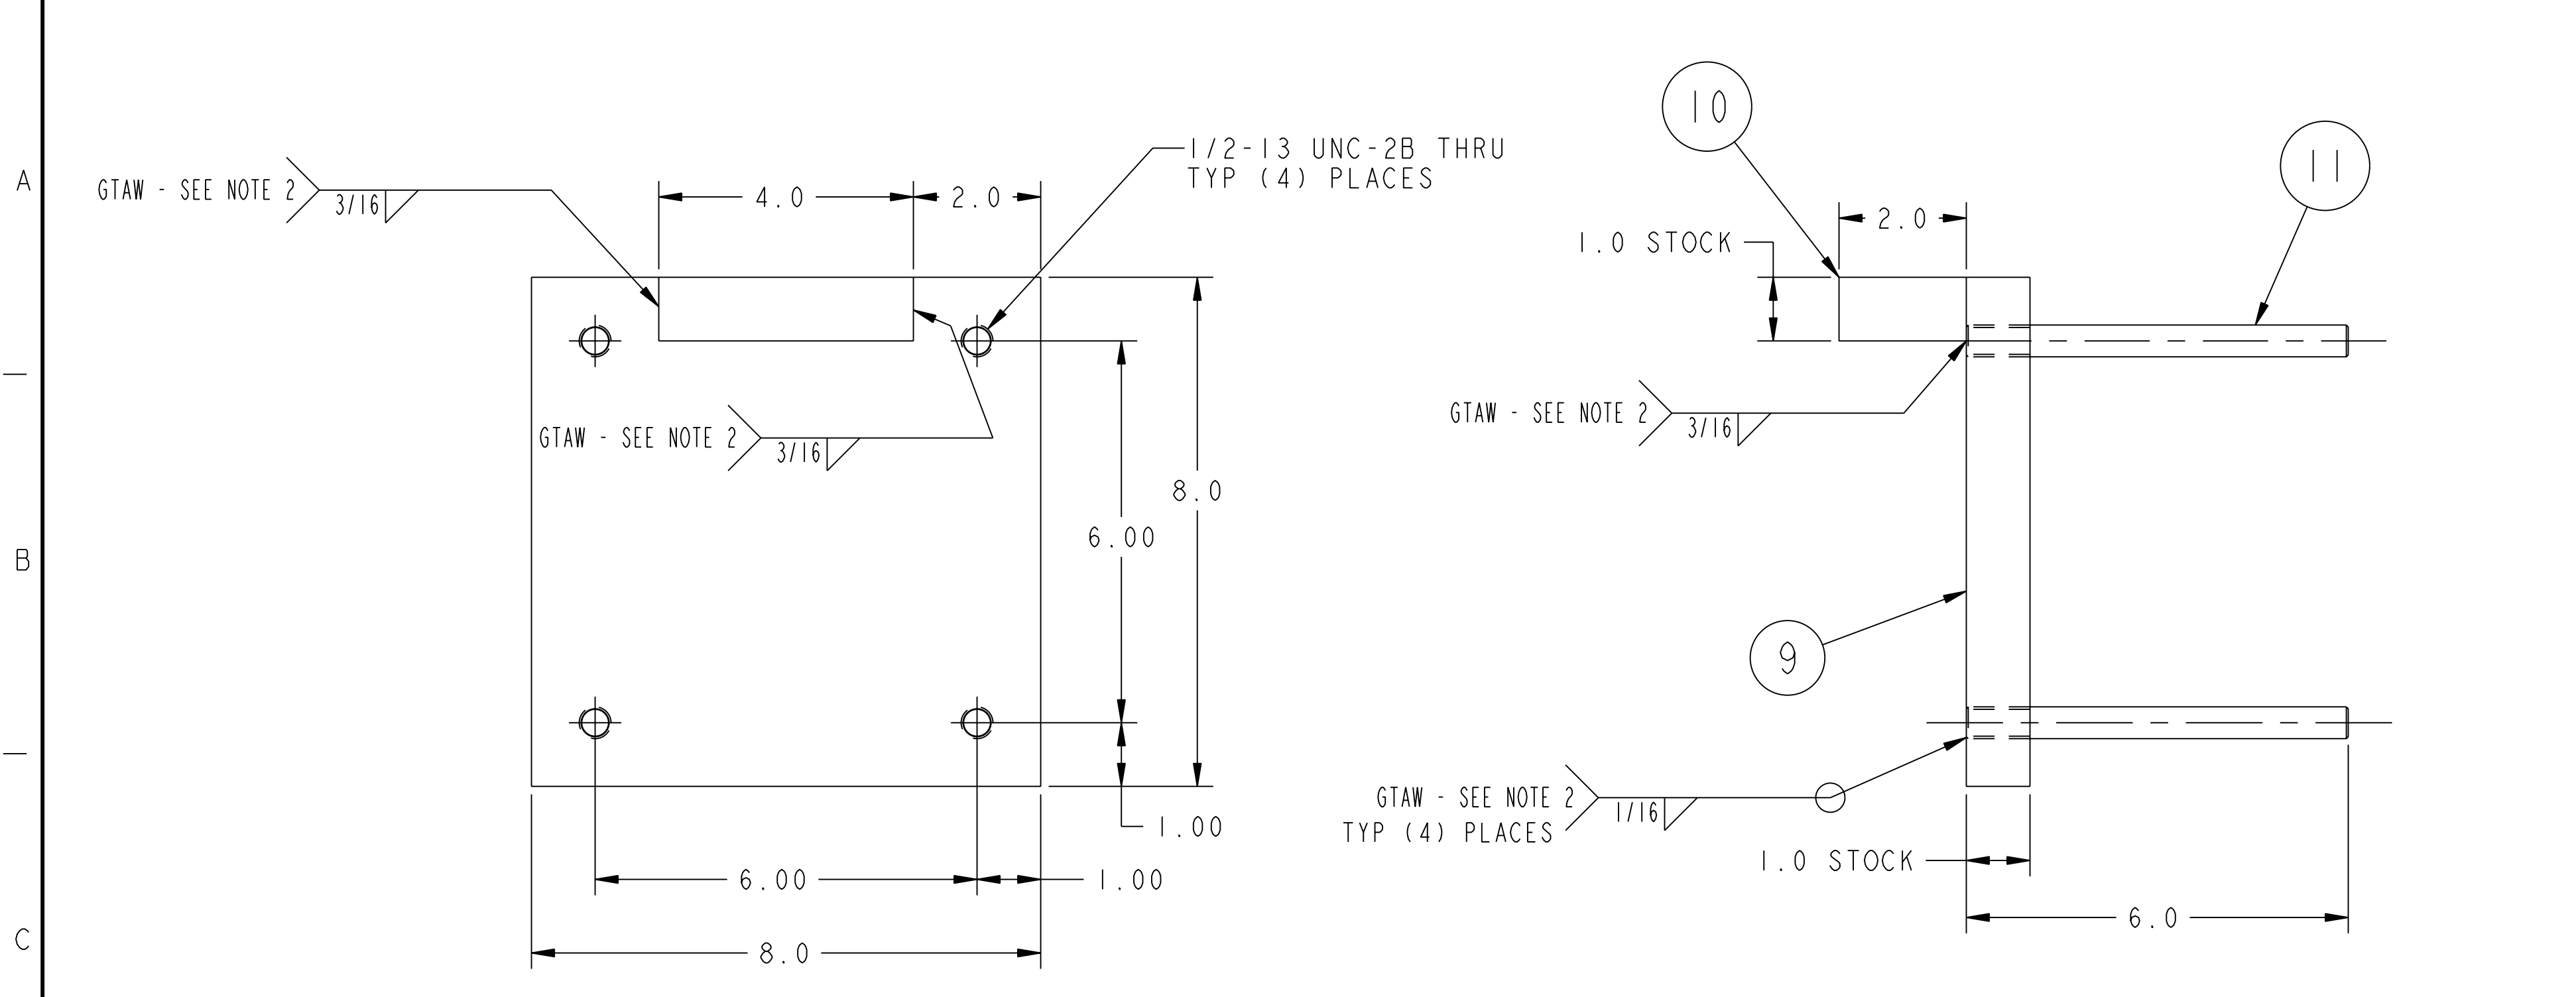 10
11
1/2-13 UNC-2B THRU
TYP (4) PLACES
A
GTAW - SEE NOTE 2
3/16
4.0
2.0
2.0
1.0 STOCK
GTAW - SEE NOTE 2
3/16
GTAW - SEE NOTE 2
3/16
8.0
6.00
B
9
GTAW - SEE NOTE 2
TYP (4) PLACES
1/16
1.00
1.0 STOCK
6.00
1.00
6.0
C
8.0